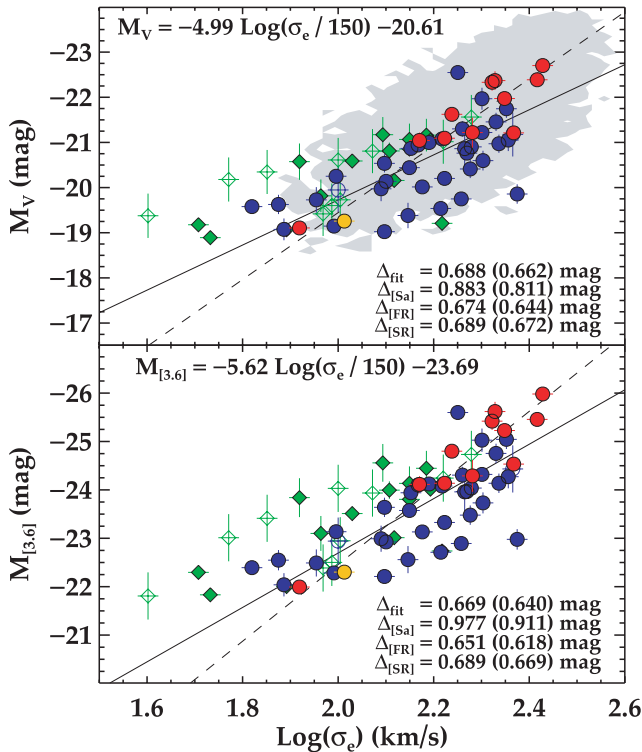 M_V = −4.99 Log(σ_e / 150) −20.61
-23
-22
-21
-20
-19
-18
-17
M_V (mag)
Δ_fit = 0.688 (0.662) mag
Δ_[Sa] = 0.883 (0.811) mag
Δ_[FR] = 0.674 (0.644) mag
Δ_[SR] = 0.689 (0.672) mag
M_[3.6] = −5.62 Log(σ_e / 150) −23.69
-26
-25
-24
-23
-22
-21
M_[3.6] (mag)
Δ_fit = 0.669 (0.640) mag
Δ_[Sa] = 0.977 (0.911) mag
Δ_[FR] = 0.651 (0.618) mag
Δ_[SR] = 0.689 (0.669) mag
1.6 1.8 2.0 2.2 2.4 2.6
Log(σ_e) (km/s)